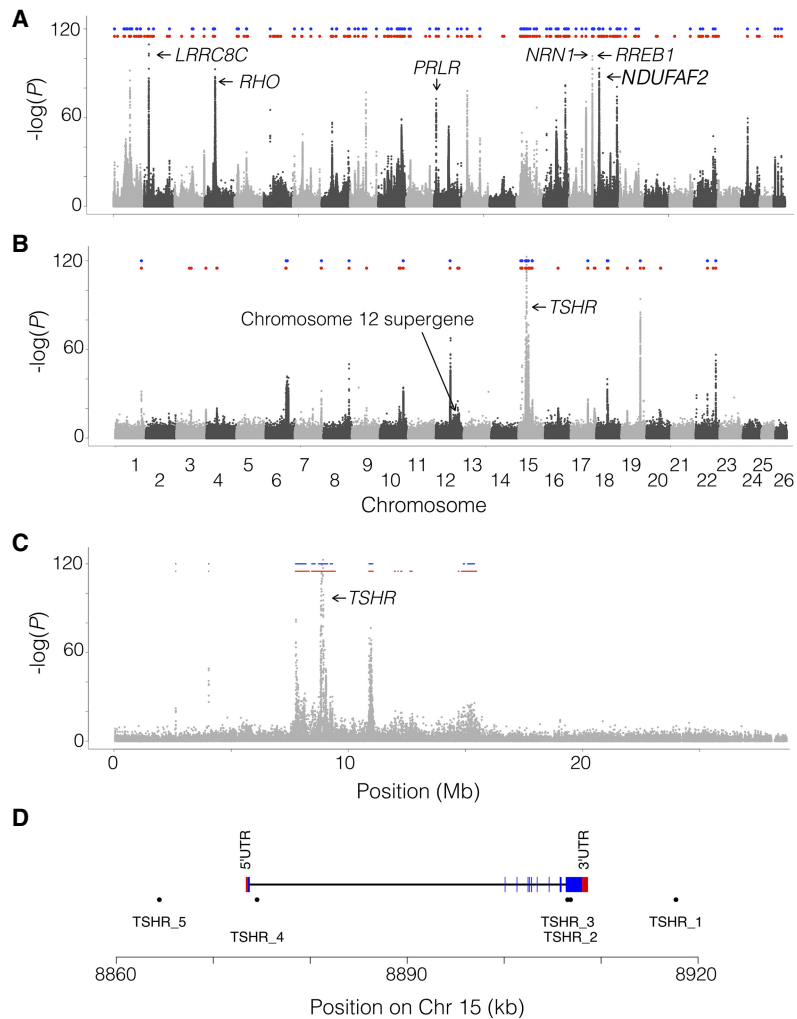 A
120
60
0
-log(P)
LRRC8C
RHO
PRLR
NRN1
RREB1
NDUFAF2
B
120
60
0
-log(P)
Chromosome 12 supergene
TSHR
1 3 5 7 9 11 13 15 17 19 21 23 25
2 4 6 8 10 12 14 16 18 20 22 24 26
Chromosome
C
120
60
0
-log(P)
TSHR
0 10 20
Position (Mb)
D
5'UTR
3'UTR
TSHR_5
TSHR_4
TSHR_3
TSHR_2
TSHR_1
8860 8890 8920
Position on Chr 15 (kb)